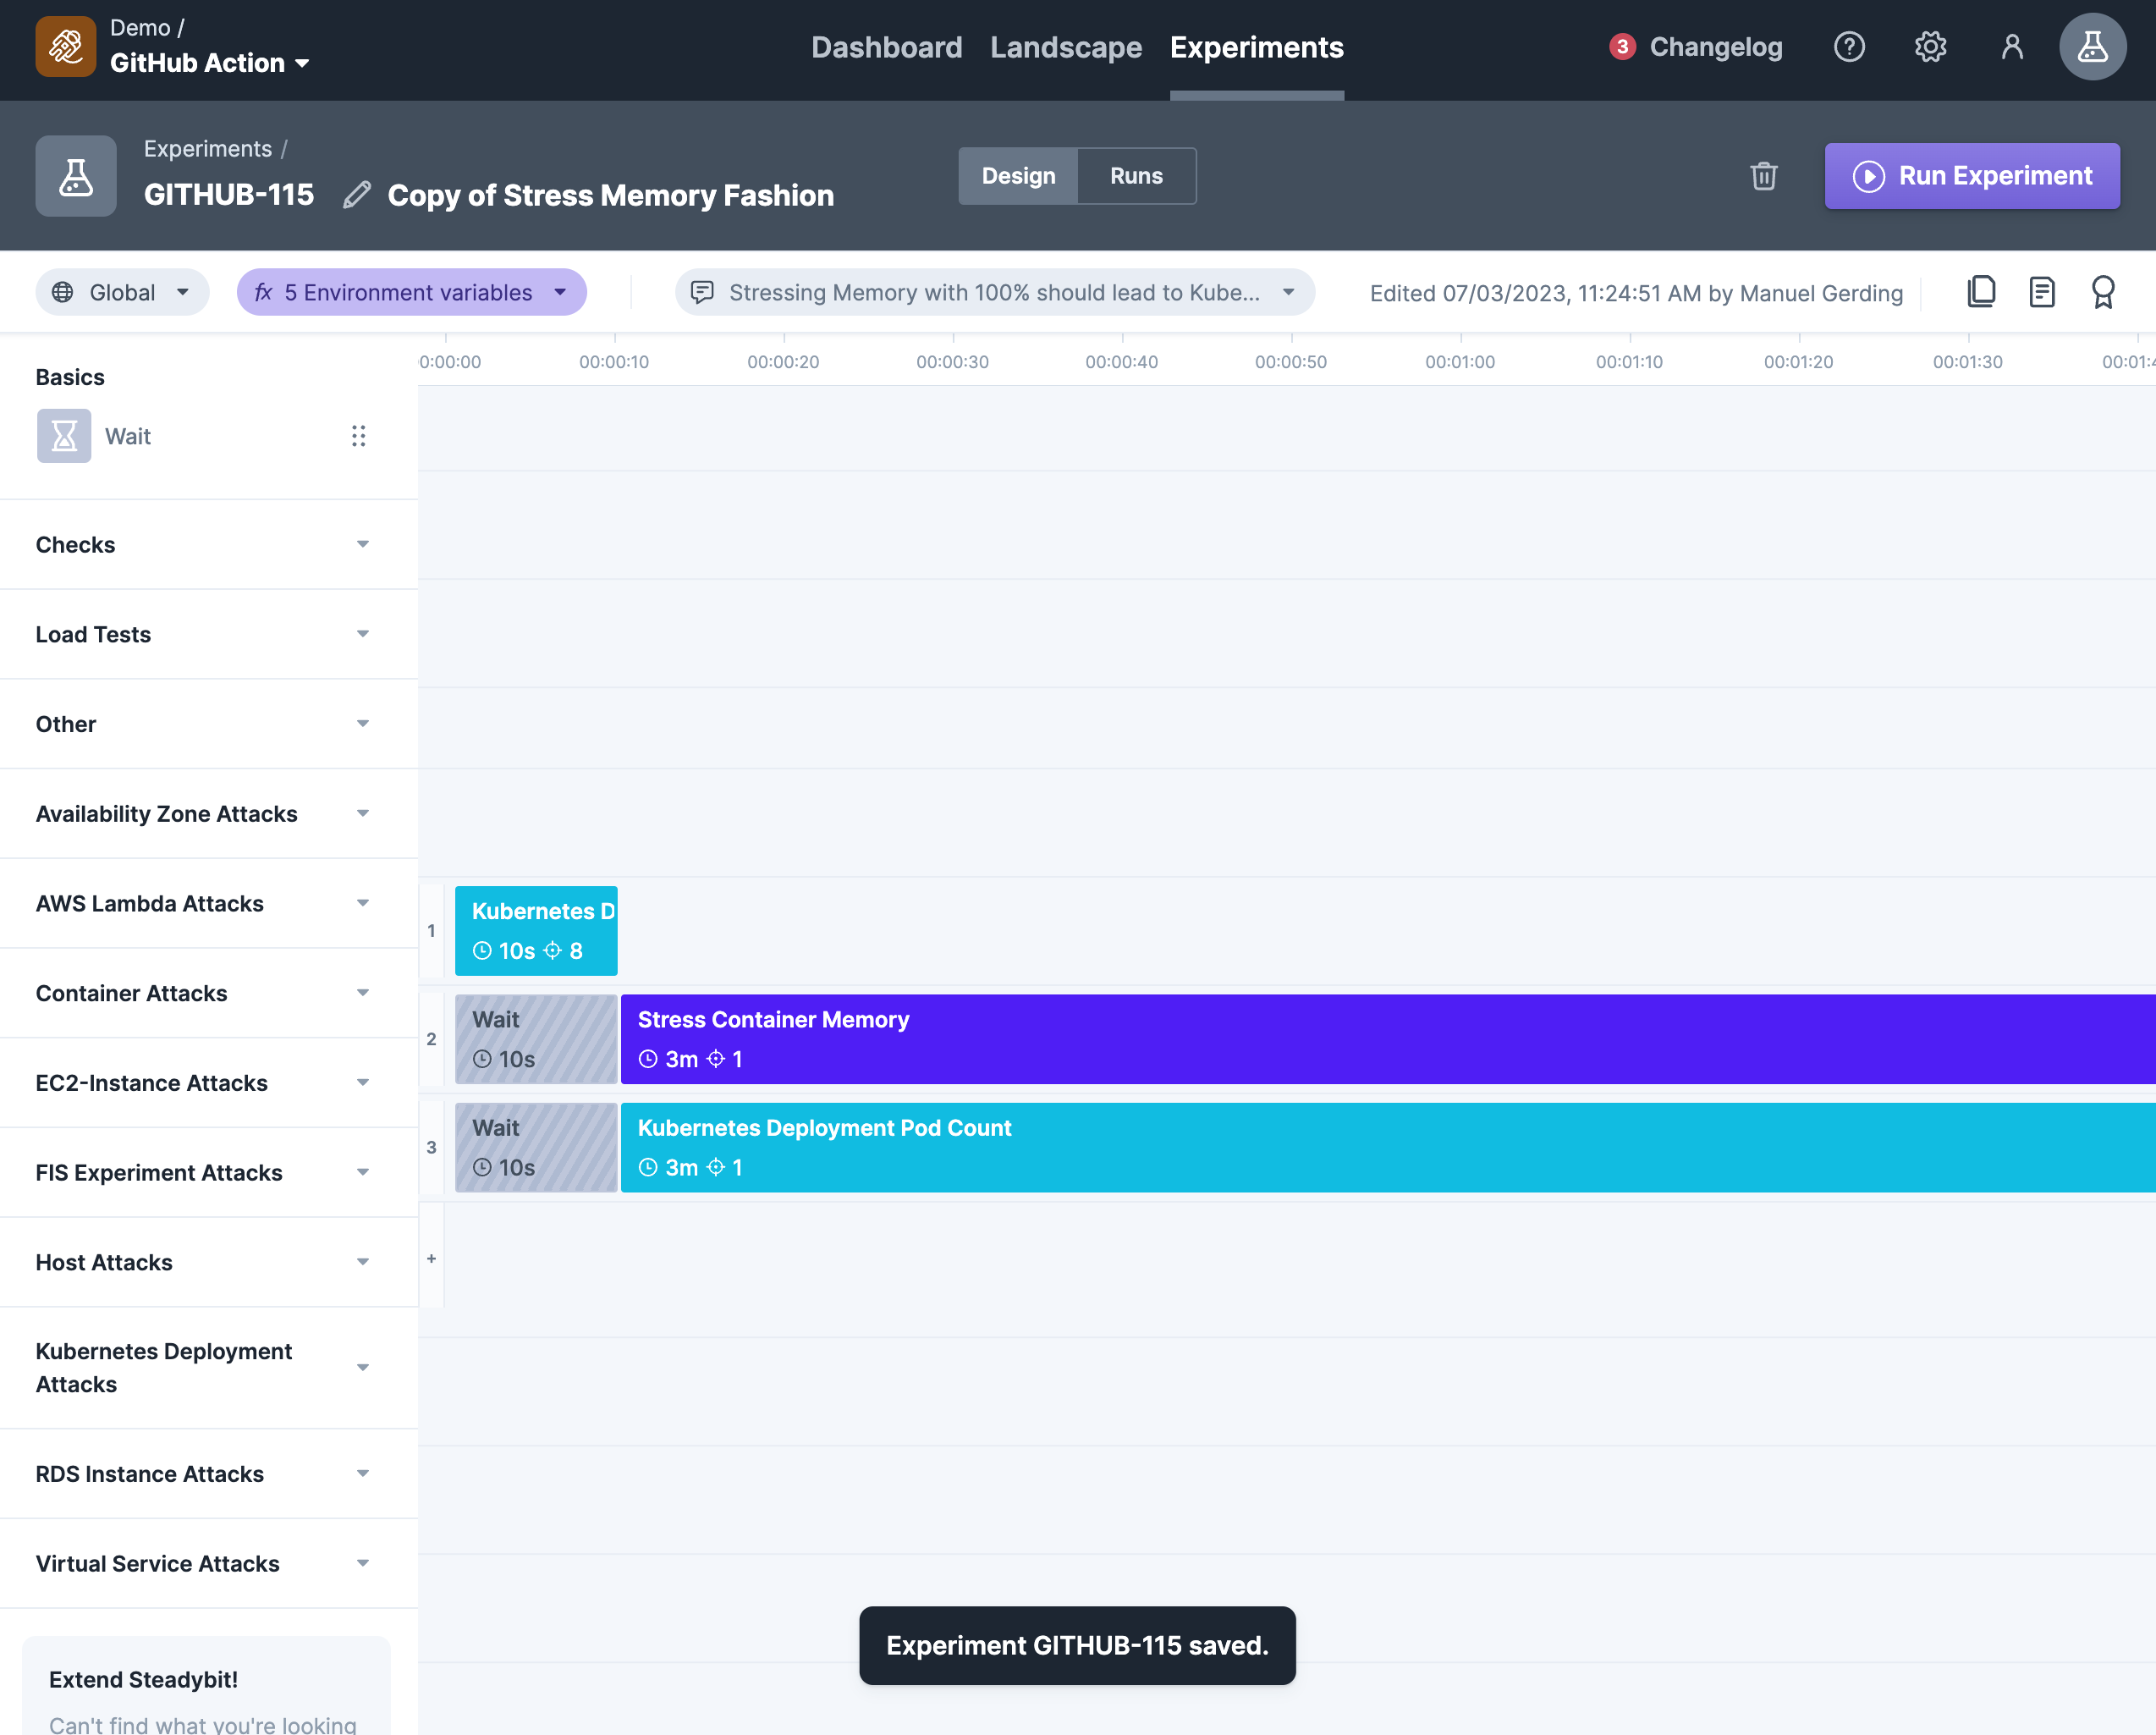 Demo /
GitHub Action
Dashboard Landscape Experiments
3 Changelog
Experiments /
GITHUB-115 Copy of Stress Memory Fashion
Design Runs
Run Experiment
Global
fx 5 Environment variables
Stressing Memory with 100% should lead to Kube...
Edited 07/03/2023, 11:24:51 AM by Manuel Gerding
0:00:00 00:00:10 00:00:20 00:00:30 00:00:40 00:00:50 00:01:00 00:01:10 00:01:20 00:01:30 00:01:4
Basics
Wait
Checks
Load Tests
Other
Availability Zone Attacks
AWS Lambda Attacks
Container Attacks
EC2-Instance Attacks
FIS Experiment Attacks
Host Attacks
Kubernetes Deployment
Attacks
RDS Instance Attacks
Virtual Service Attacks
Extend Steadybit!
Can't find what you're looking
1
Kubernetes D
10s 8
2
Wait
10s
Stress Container Memory
3m 1
3
Wait
10s
Kubernetes Deployment Pod Count
3m 1
+
Experiment GITHUB-115 saved.